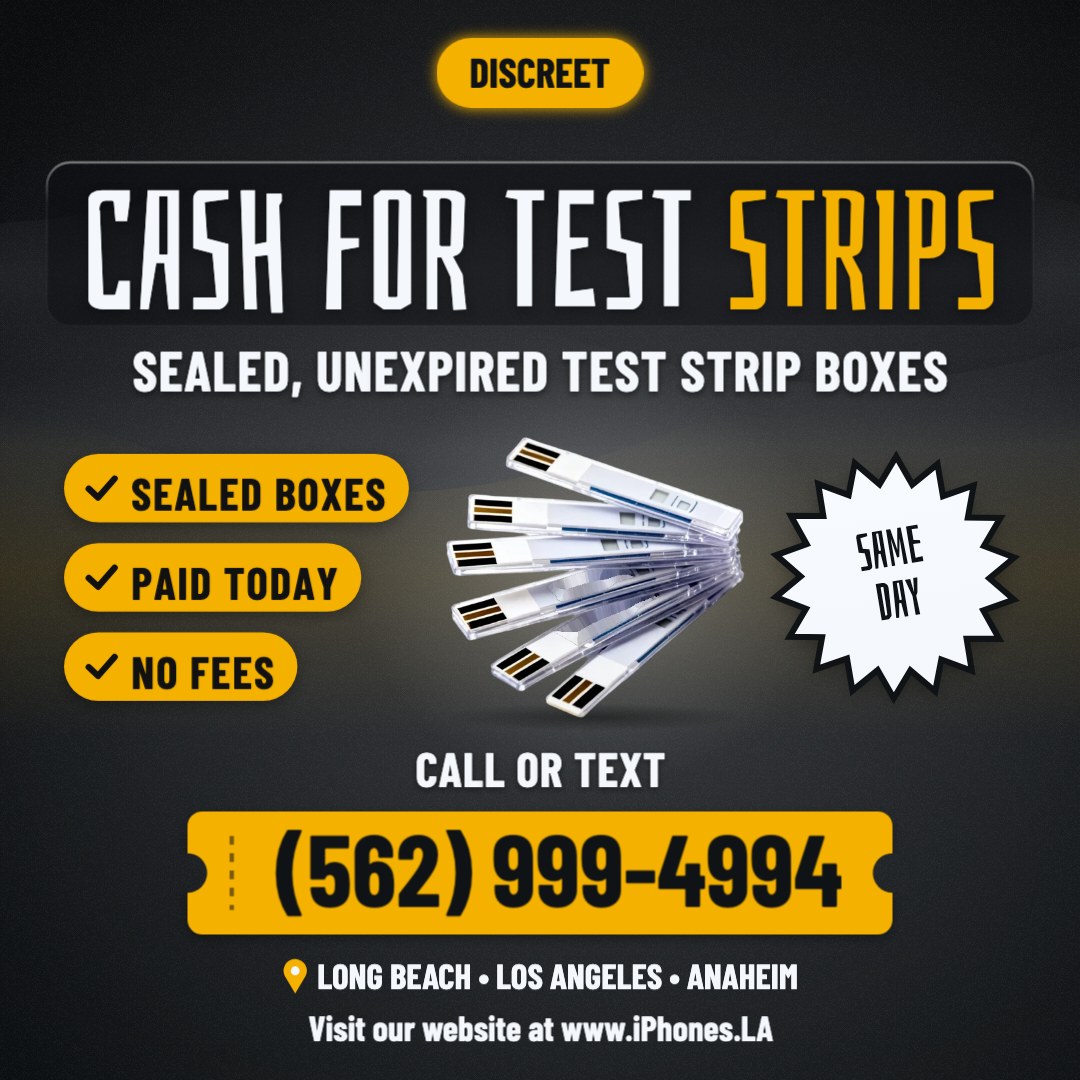 DISCREET
CASH FOR TEST STRIPS
SEALED, UNEXPIRED TEST STRIP BOXES
SEALED BOXES
PAID TODAY
NO FEES
SAME
DAY
CALL OR TEXT
(562) 999-4994
LONG BEACH • LOS ANGELES • ANAHEIM
Visit our website at www.iPhones.LA